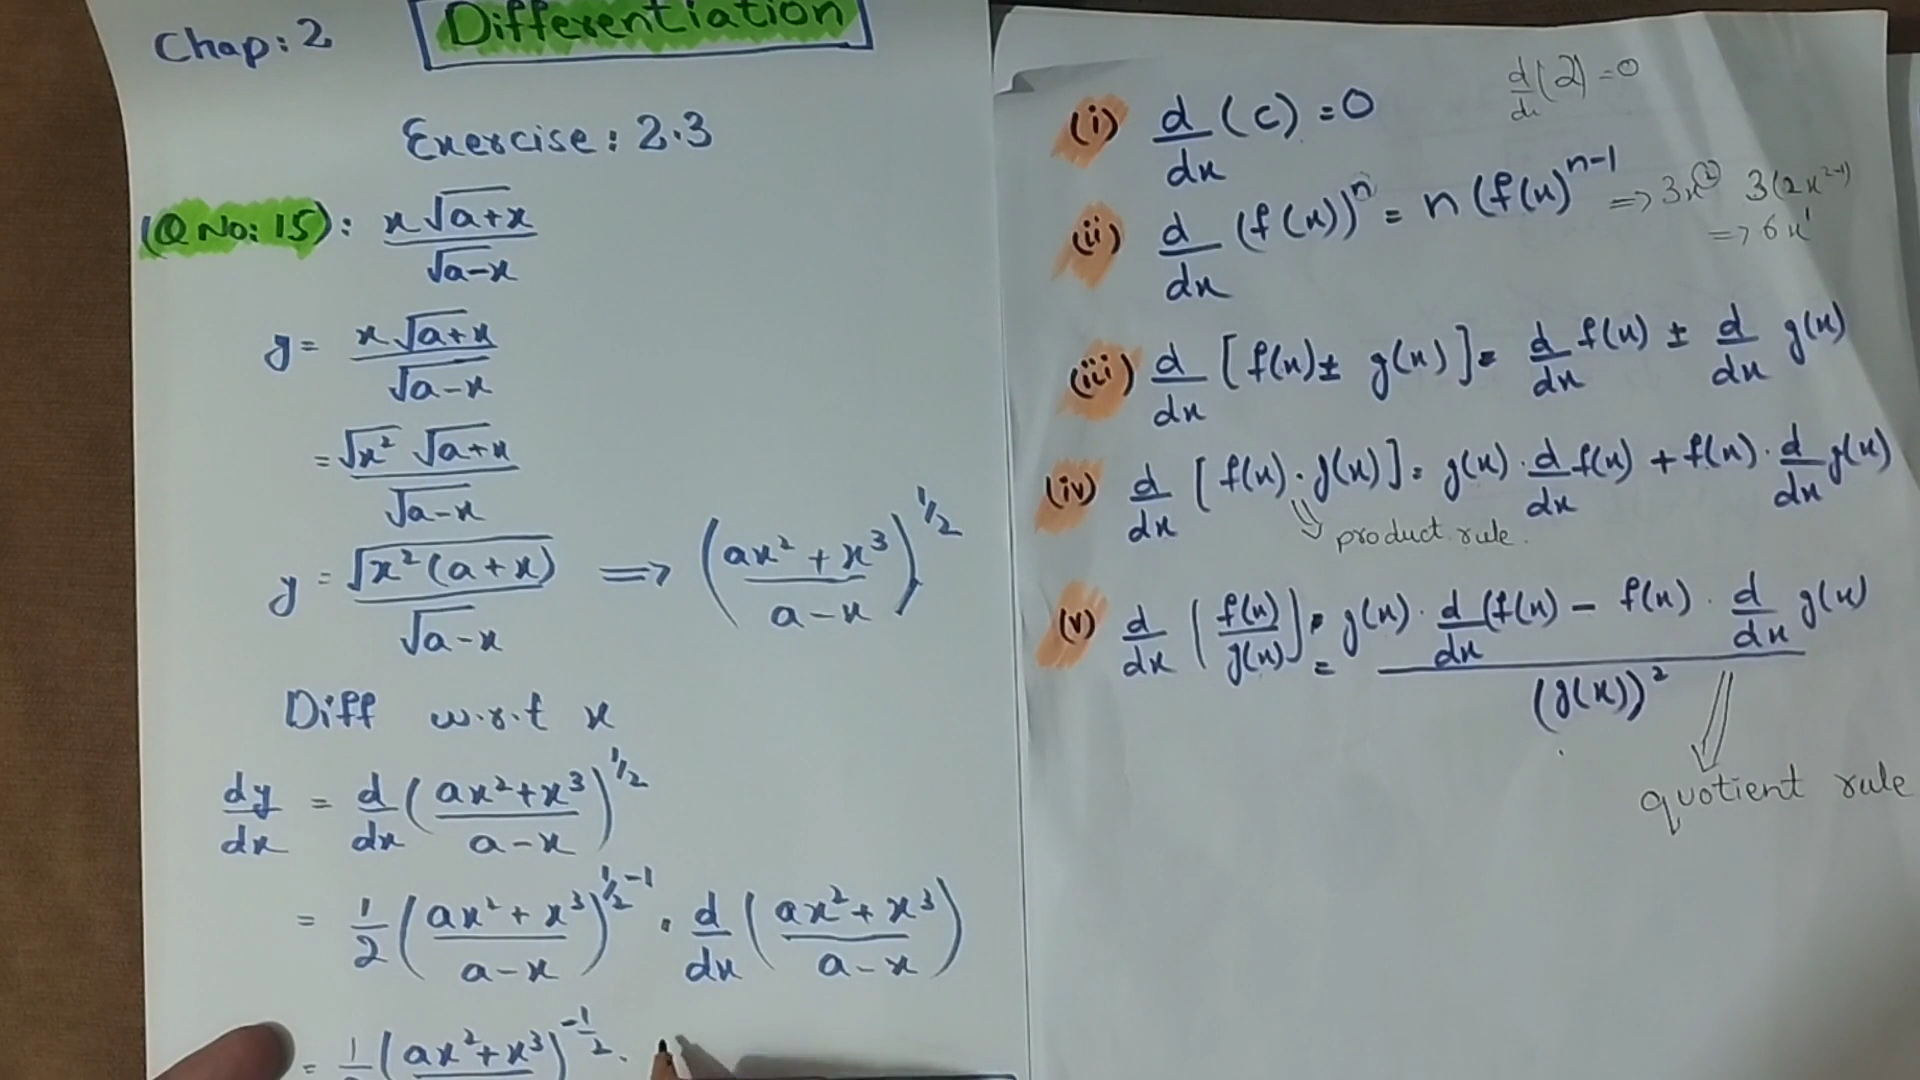 Chap: 2 Differentiation
Exercise: 2.3
(Q No: 15): x√(a+x) / √(a-x)
y = x√(a+x) / √(a-x)
= √x² √(a+x) / √(a-x)
y = √(x²(a+x)) / √(a-x) ⟹ ((ax² + x³) / (a-x))^(1/2)
Diff w.r.t x
dy/dx = d/dx ((ax²+x³) / (a-x))^(1/2)
= 1/2 ((ax²+x³) / (a-x))^(1/2 -1) · d/dx ((ax²+x³) / (a-x))
= (ax²+x³)^(-1/2) .
(i) d/dx (c) = 0
d/dx (2) = 0
(ii) d/dx (f(x))ⁿ = n(f(x)^(n-1) ⇒ 3x² 3(2x^(2-1))
⇒ 6x¹
(iii) d/dx [f(x) ± g(x)] = d/dx f(x) ± d/dx g(x)
(iv) d/dx [f(x) · g(x)] = g(x) · d/dx f(x) + f(x) · d/dx g(x)
product rule.
(v) d/dx (f(x)/g(x)] = g(x) · d/dx (f(x) − f(x) · d/dx g(x) / (g(x))²
quotient rule